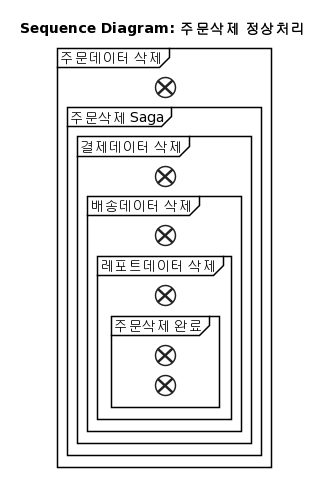 Sequence Diagram: 주문삭제 정상처리
주문데이터 삭제
주문삭제 Saga
결제데이터 삭제
배송데이터 삭제
레포트데이터 삭제
주문삭제 완료